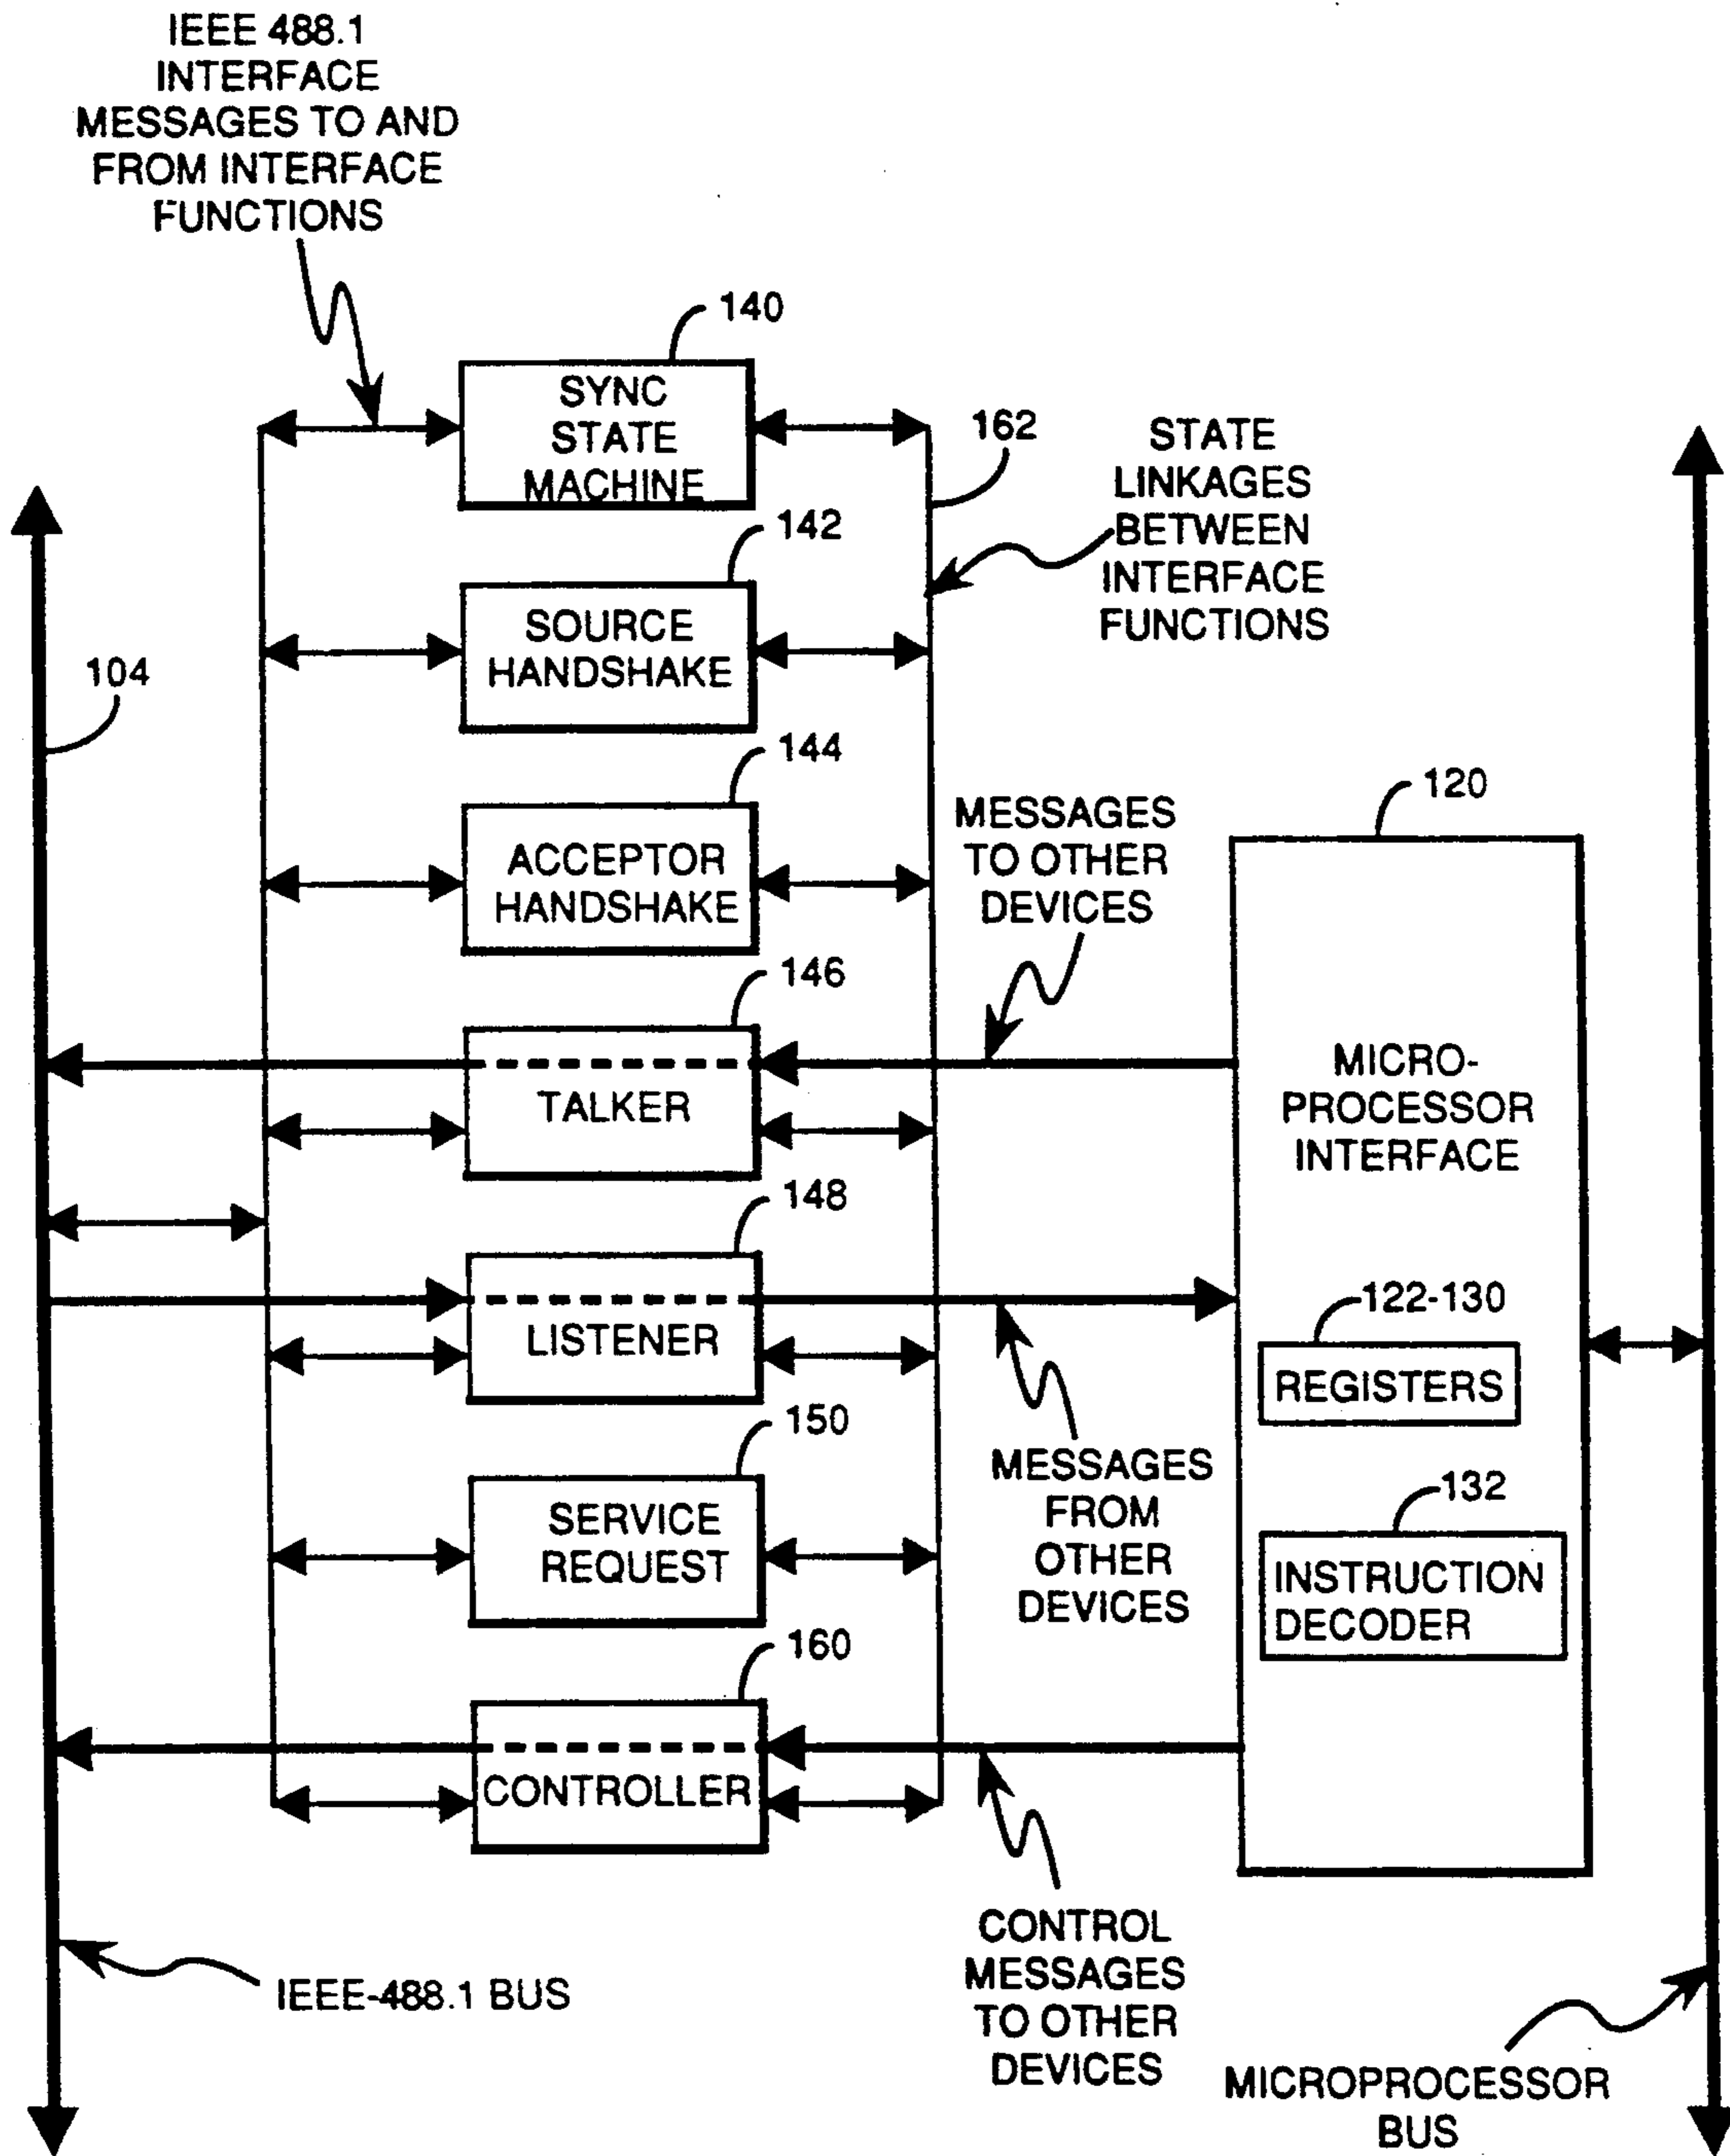 IEEE 488.1
INTERFACE
MESSAGES TO AND
FROM INTERFACE
FUNCTIONS
140
SYNC
STATE
MACHINE
162
STATE
LINKAGES
BETWEEN
INTERFACE
FUNCTIONS
142
SOURCE
HANDSHAKE
104
144
ACCEPTOR
HANDSHAKE
MESSAGES
TO OTHER
DEVICES
120
146
TALKER
MICRO-
PROCESSOR
INTERFACE
148
LISTENER
122-130
REGISTERS
150
SERVICE
REQUEST
MESSAGES
FROM
OTHER
DEVICES
132
INSTRUCTION
DECODER
160
CONTROLLER
CONTROL
MESSAGES
TO OTHER
DEVICES
IEEE-488.1 BUS
MICROPROCESSOR
BUS